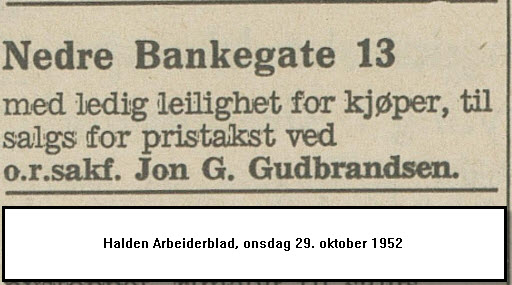 Nedre Bankegate 13
med ledig leilighet for kjøper, til
salgs for pristakst ved
o.r.sakf. Jon G. Gudbrandsen.
Halden Arbeiderblad, onsdag 29. oktober 1952